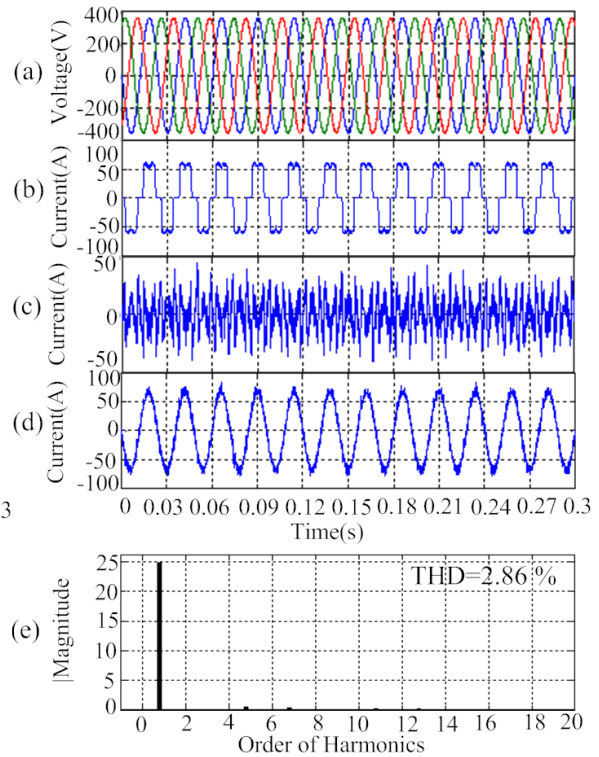 (a)
Voltage(V)
400
200
0
-200
-400
(b)
Current(A)
100
50
0
-50
-100
(c)
Current(A)
50
0
-50
(d)
Current(A)
100
50
0
-50
-100
0 0.03 0.06 0.09 0.12 0.15 0.18 0.21 0.24 0.27 0.3
3
Time(s)
(e)
|Magnitude
25
20
15
10
5
0
THD=2.86 %
0 2 4 6 8 10 12 14 16 18 20
Order of Harmonics